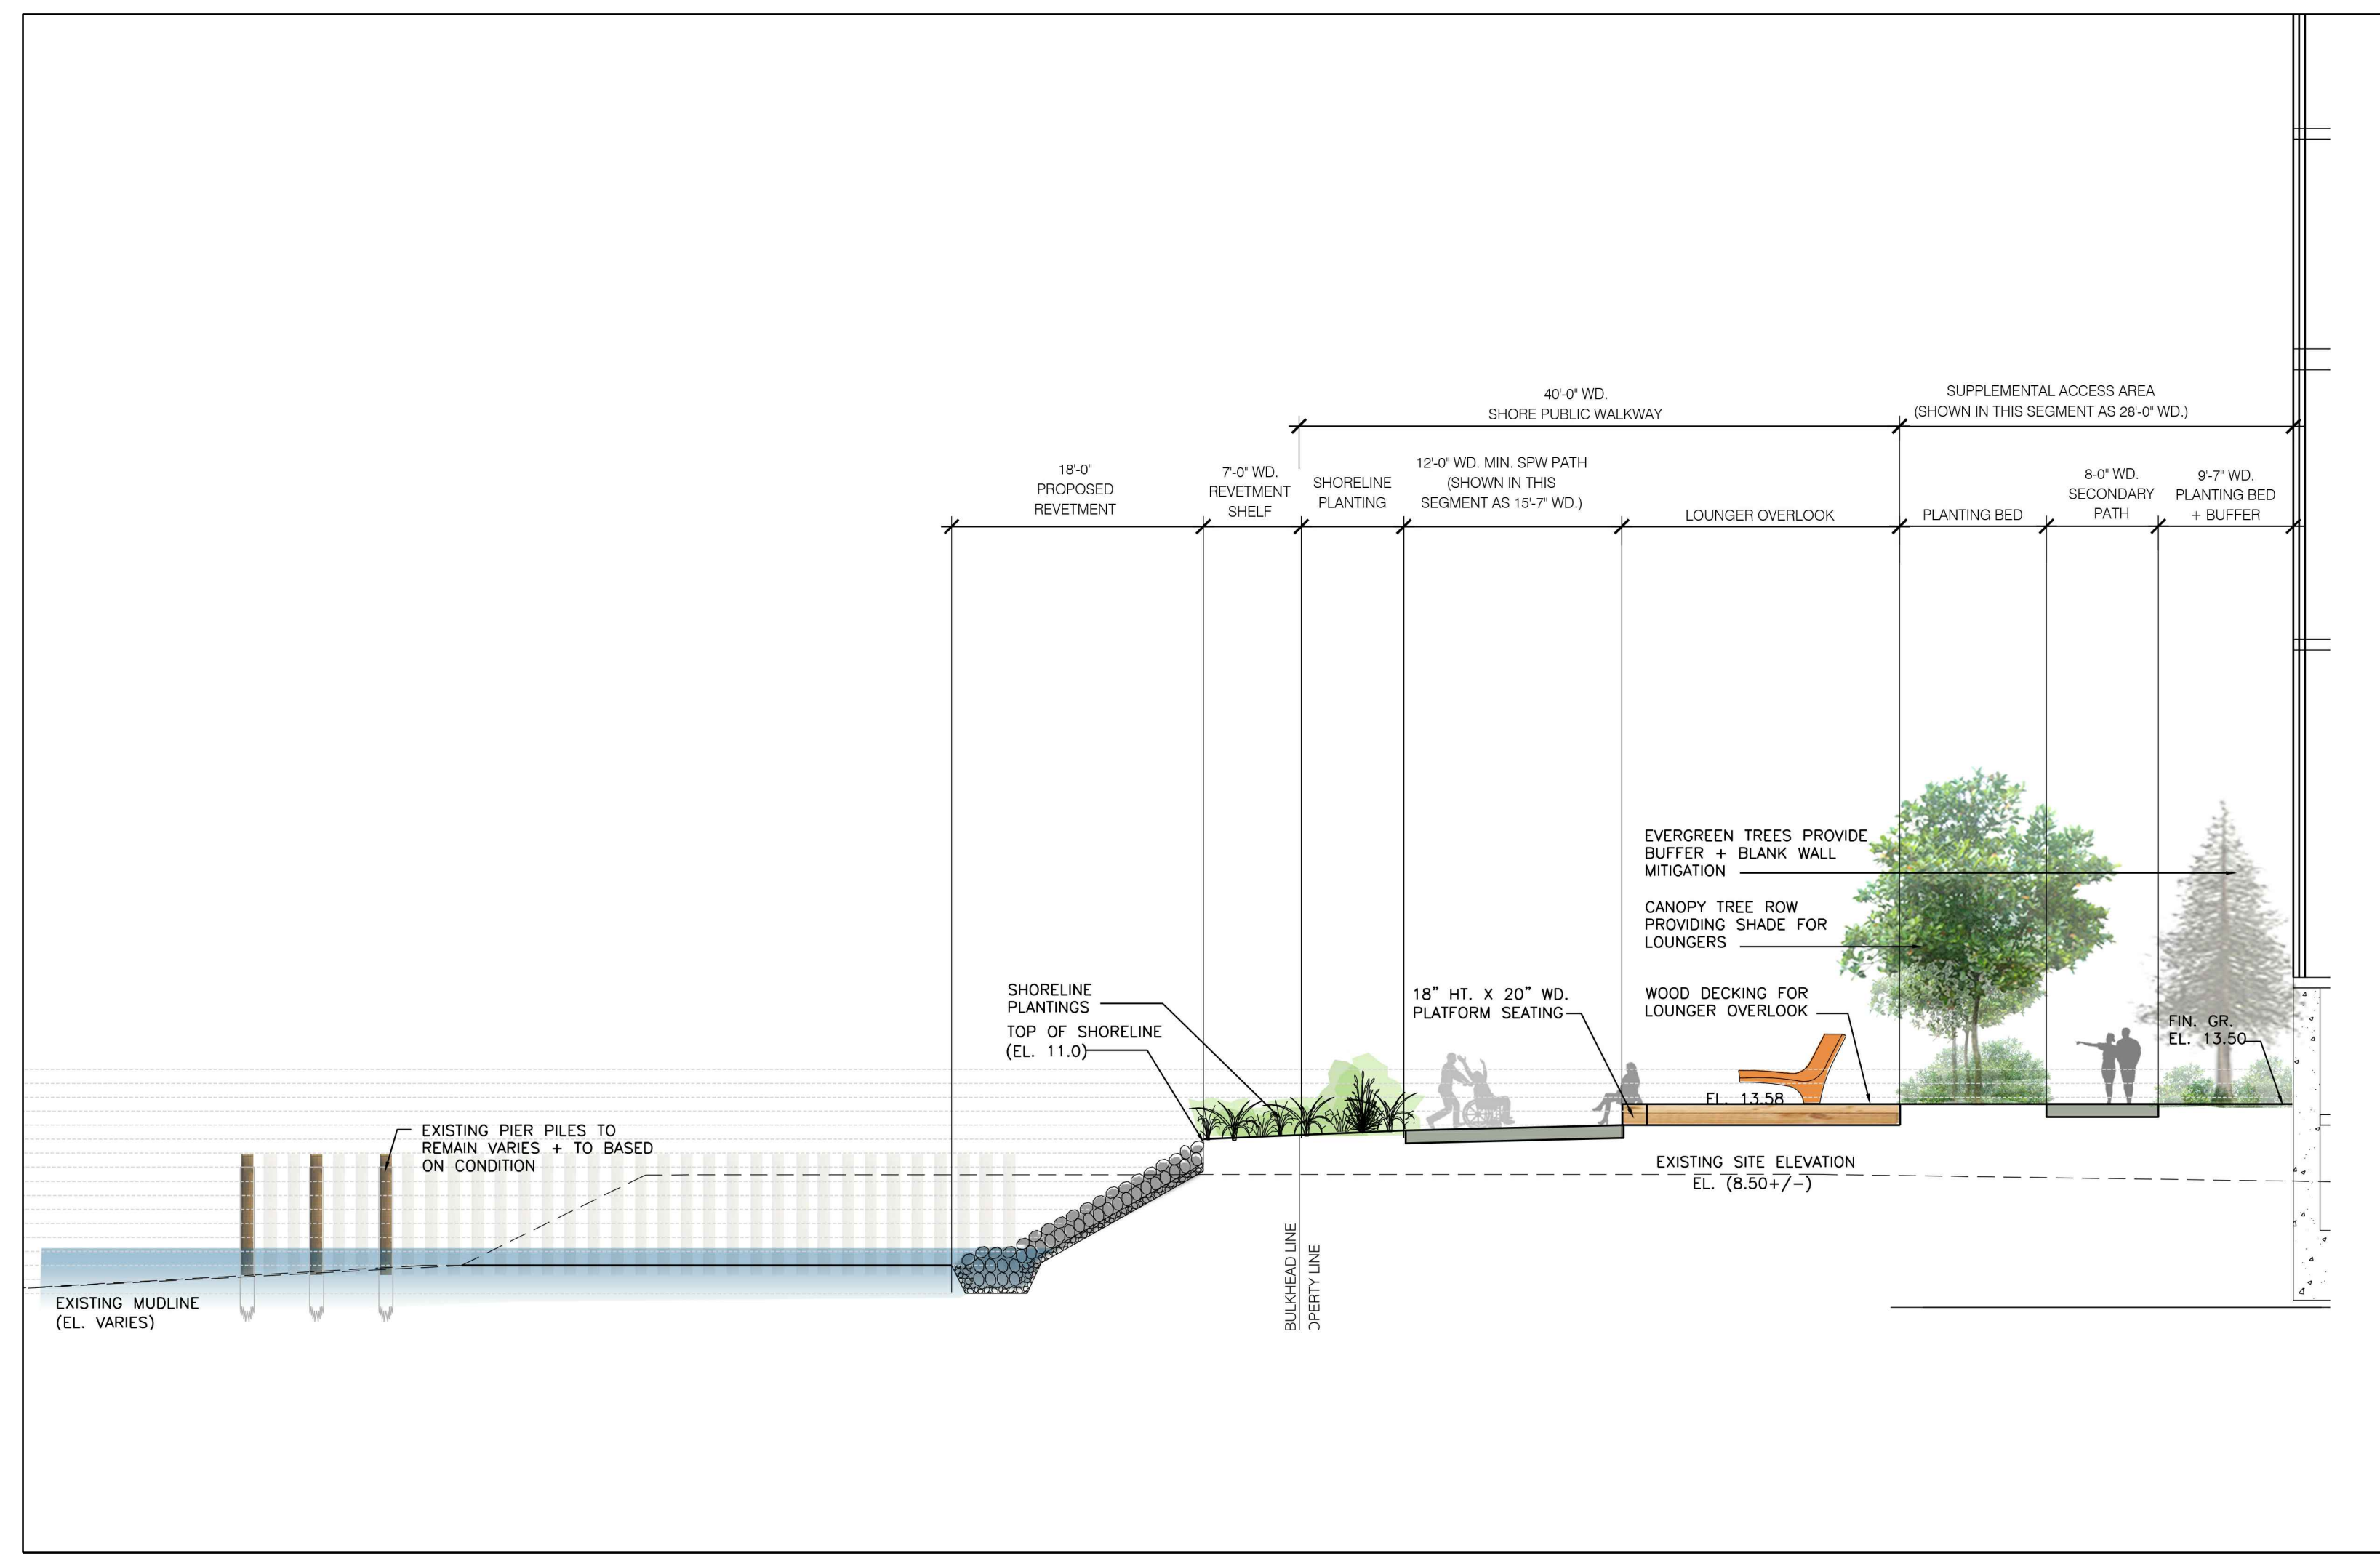 40'-0" WD.
SHORE PUBLIC WALKWAY
SUPPLEMENTAL ACCESS AREA
(SHOWN IN THIS SEGMENT AS 28'-0" WD.)
18'-0"
PROPOSED
REVETMENT
7'-0" WD.
REVETMENT
SHELF
SHORELINE
PLANTING
12'-0" WD. MIN. SPW PATH
(SHOWN IN THIS
SEGMENT AS 15'-7" WD.)
LOUNGER OVERLOOK
PLANTING BED
8-0" WD.
SECONDARY
PATH
9'-7" WD.
PLANTING BED
+ BUFFER
EVERGREEN TREES PROVIDE
BUFFER + BLANK WALL
MITIGATION
CANOPY TREE ROW
PROVIDING SHADE FOR
LOUNGERS
SHORELINE
PLANTINGS
TOP OF SHORELINE
(EL. 11.0)
18" HT. X 20" WD.
PLATFORM SEATING
WOOD DECKING FOR
LOUNGER OVERLOOK
FIN. GR.
EL. 13.50
EL. 13.58
EXISTING PIER PILES TO
REMAIN VARIES + TO BASED
ON CONDITION
EXISTING SITE ELEVATION
EL. (8.50+/-)
BULKHEAD LINE
OPERTY LINE
EXISTING MUDLINE
(EL. VARIES)